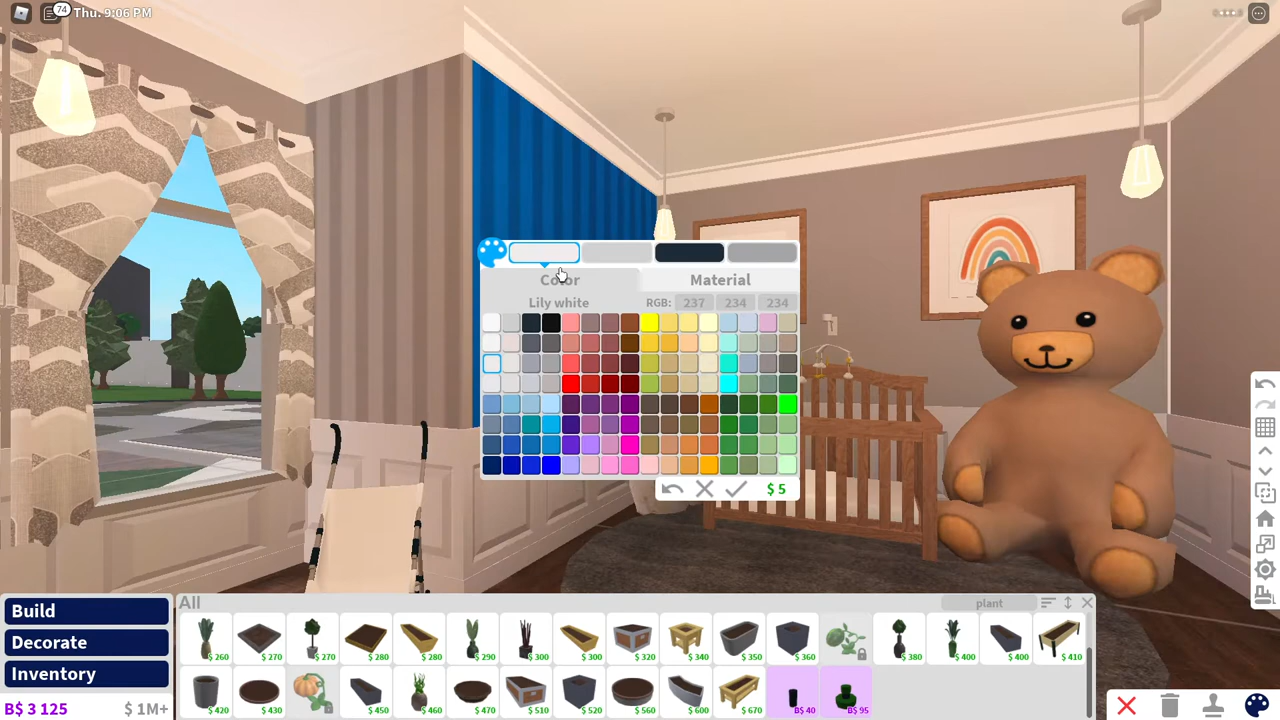 74 Thu. 9:06 PM
Color Material
Lily white RGB: 237 234 234
$ 5
All plant
Build
Decorate
Inventory
B$ 3 125 $ 1M+
$ 260 $ 270 $ 270 $ 280 $ 280 $ 290 $ 300 $ 300 $ 320 $ 340 $ 350 $ 360 $ 380 $ 400 $ 400 $ 410
$ 420 $ 430 $ 450 $ 460 $ 470 $ 510 $ 520 $ 560 $ 600 $ 670 B$ 40 B$ 95